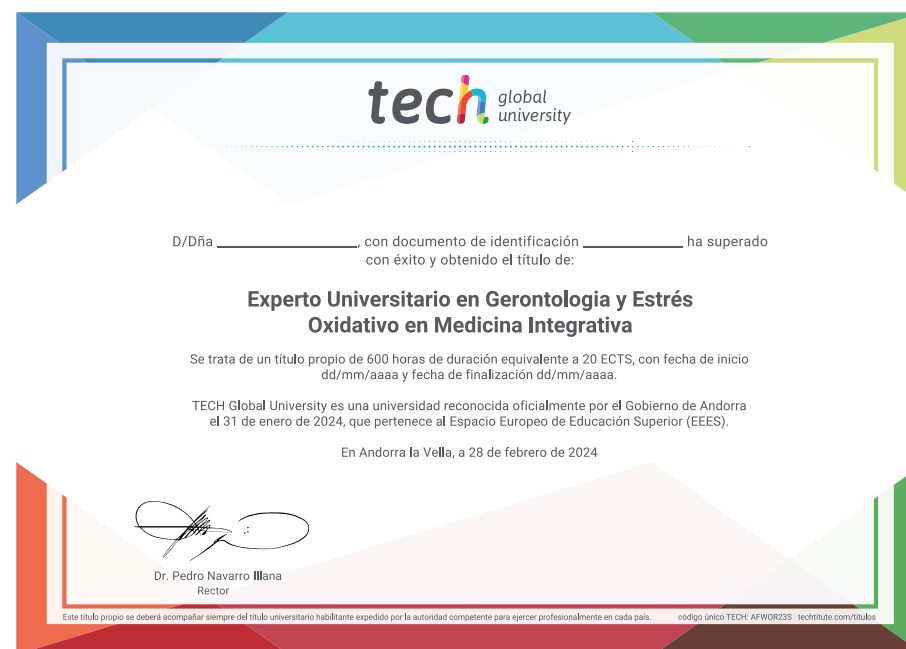 tech global university
D/Dña ____________, con documento de identificación ____________ ha superado
con éxito y obtenido el título de:
Experto Universitario en Gerontologia y Estrés
Oxidativo en Medicina Integrativa
Se trata de un título propio de 600 horas de duración equivalente a 20 ECTS, con fecha de inicio
dd/mm/aaaa y fecha de finalización dd/mm/aaaa.
TECH Global University es una universidad reconocida oficialmente por el Gobierno de Andorra
el 31 de enero de 2024, que pertenece al Espacio Europeo de Educación Superior (EEES).
En Andorra la Vella, a 28 de febrero de 2024
Dr. Pedro Navarro Illana
Rector
Este título propio se deberá acompañar siempre del título universitario habilitante expedido por la autoridad competente para ejercer profesionalmente en cada país. código único TECH: AFWOR23S techtitute.com/titulos